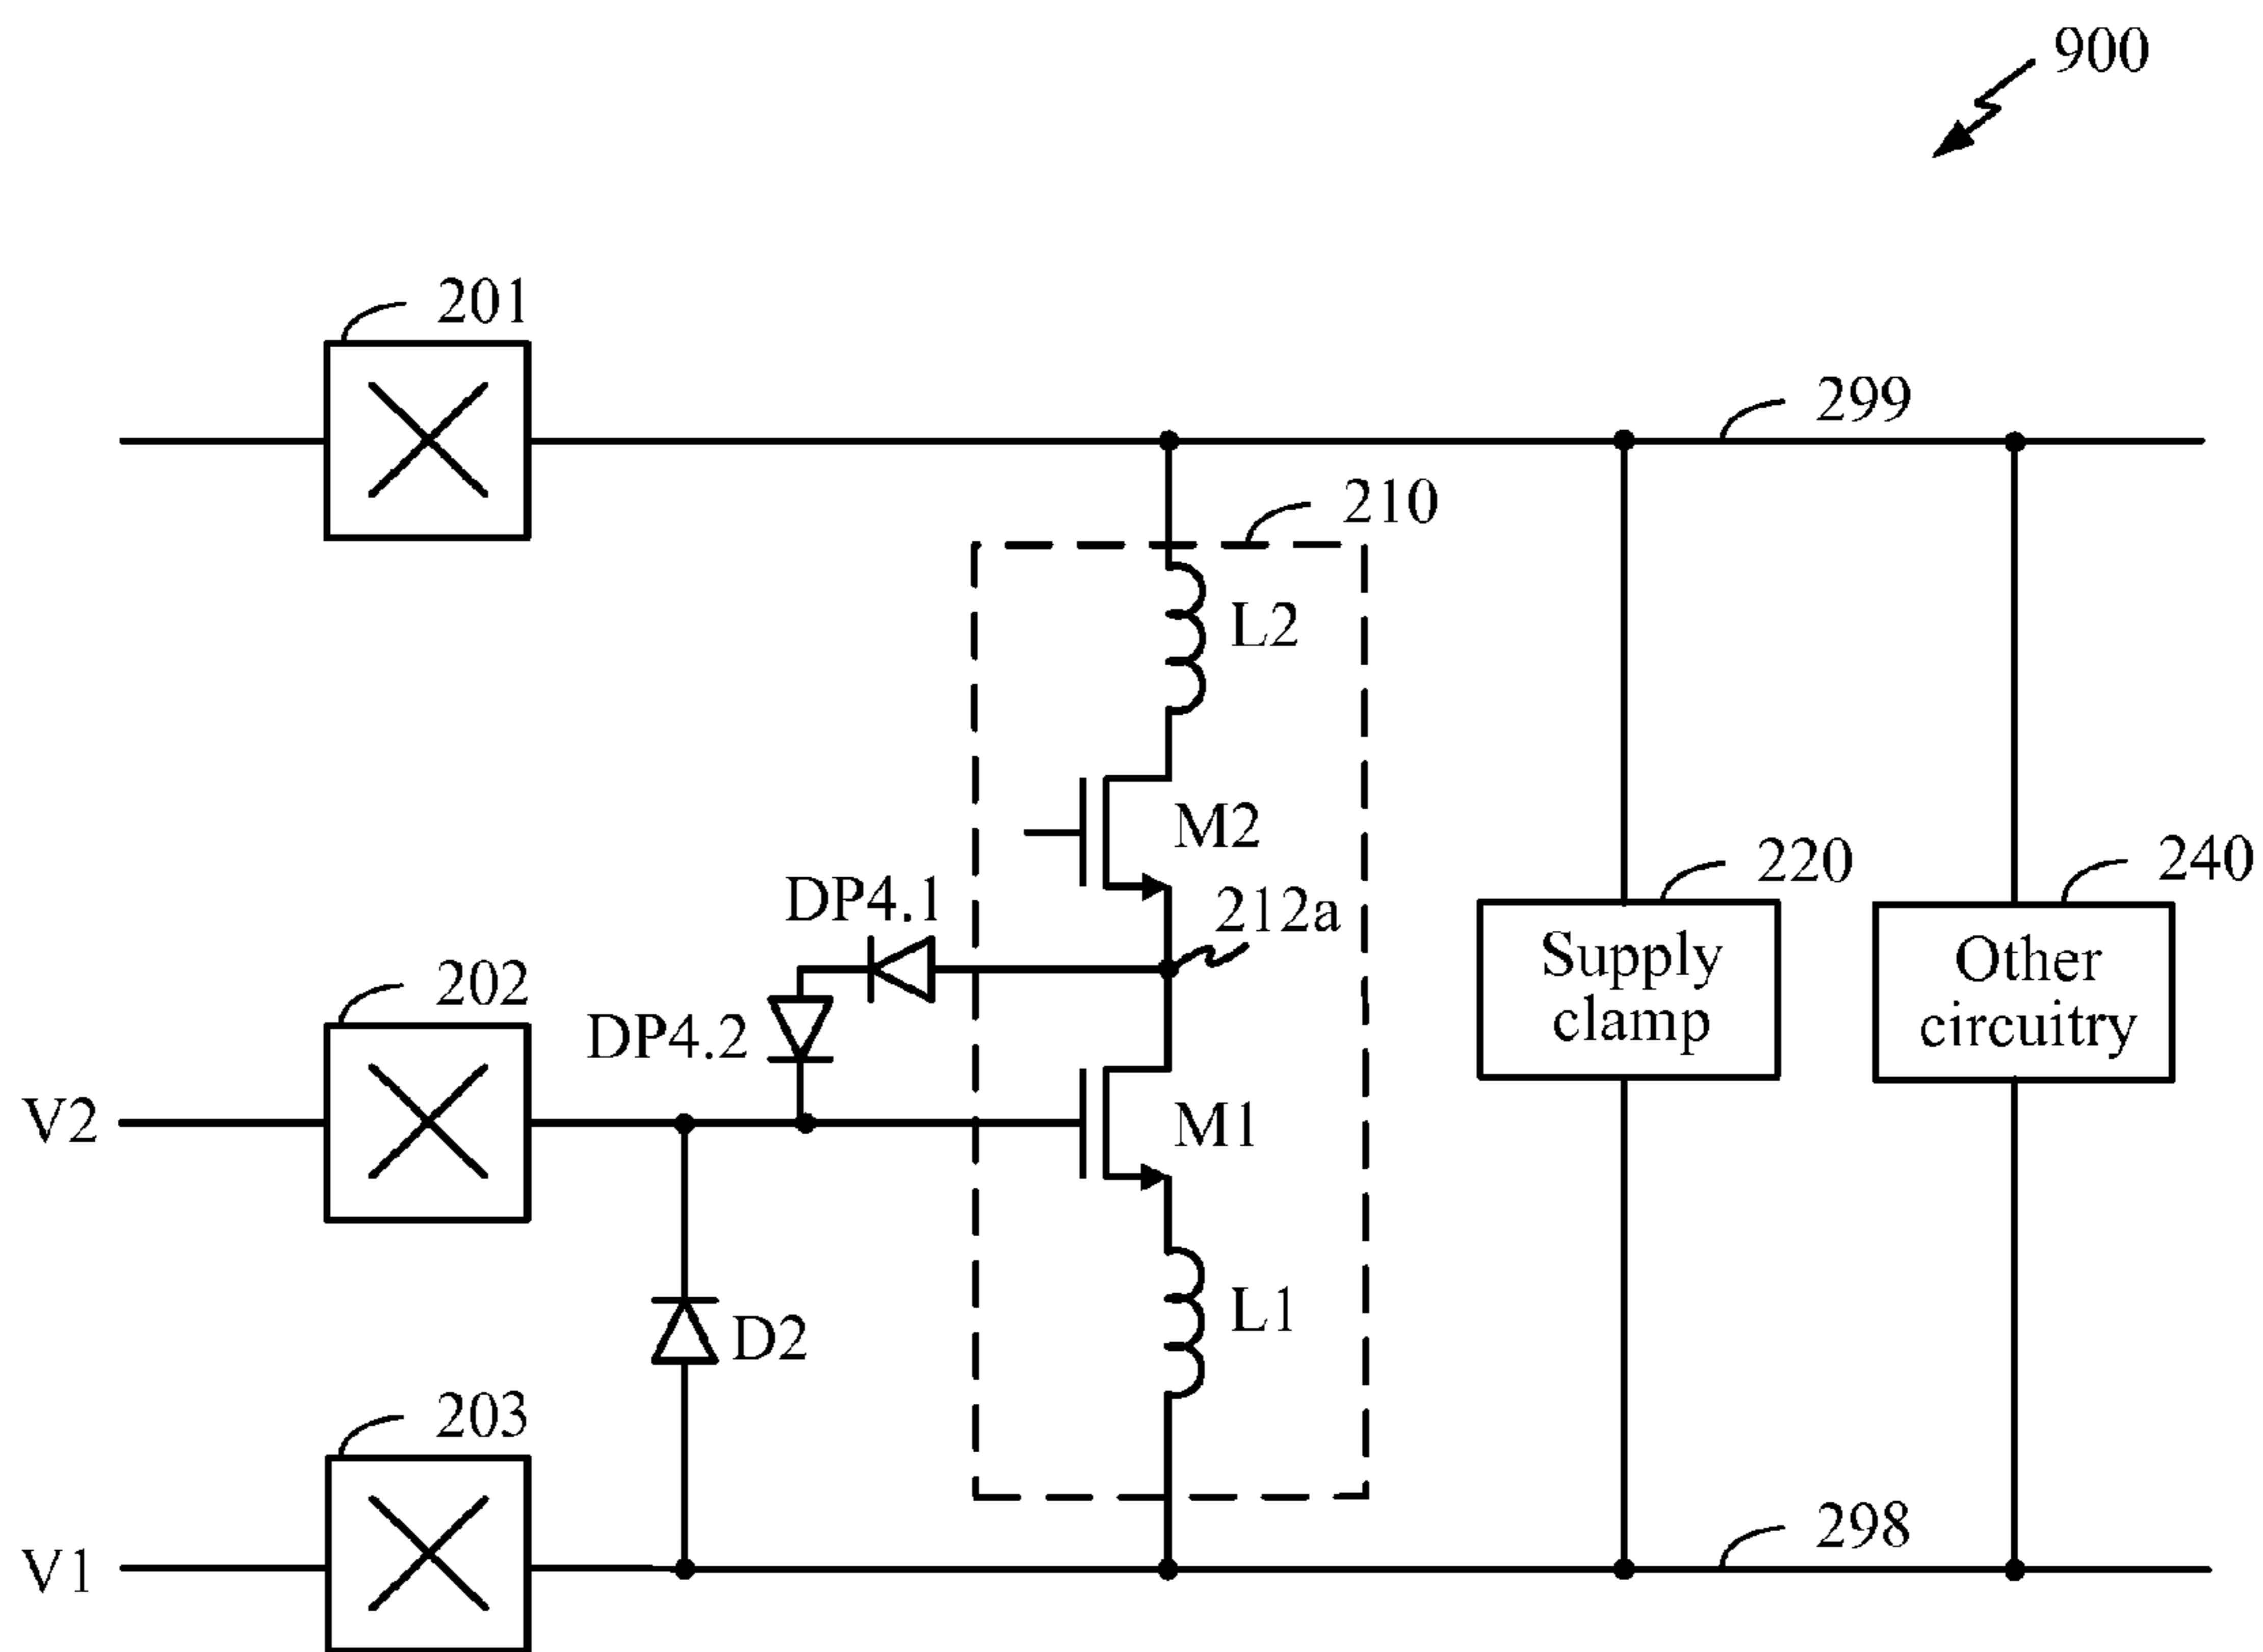 900
201
299
210
L2
M2
DP4.1
212a
220
240
Supply
clamp
Other
circuitry
202
DP4.2
V2
M1
L1
D2
203
298
V1